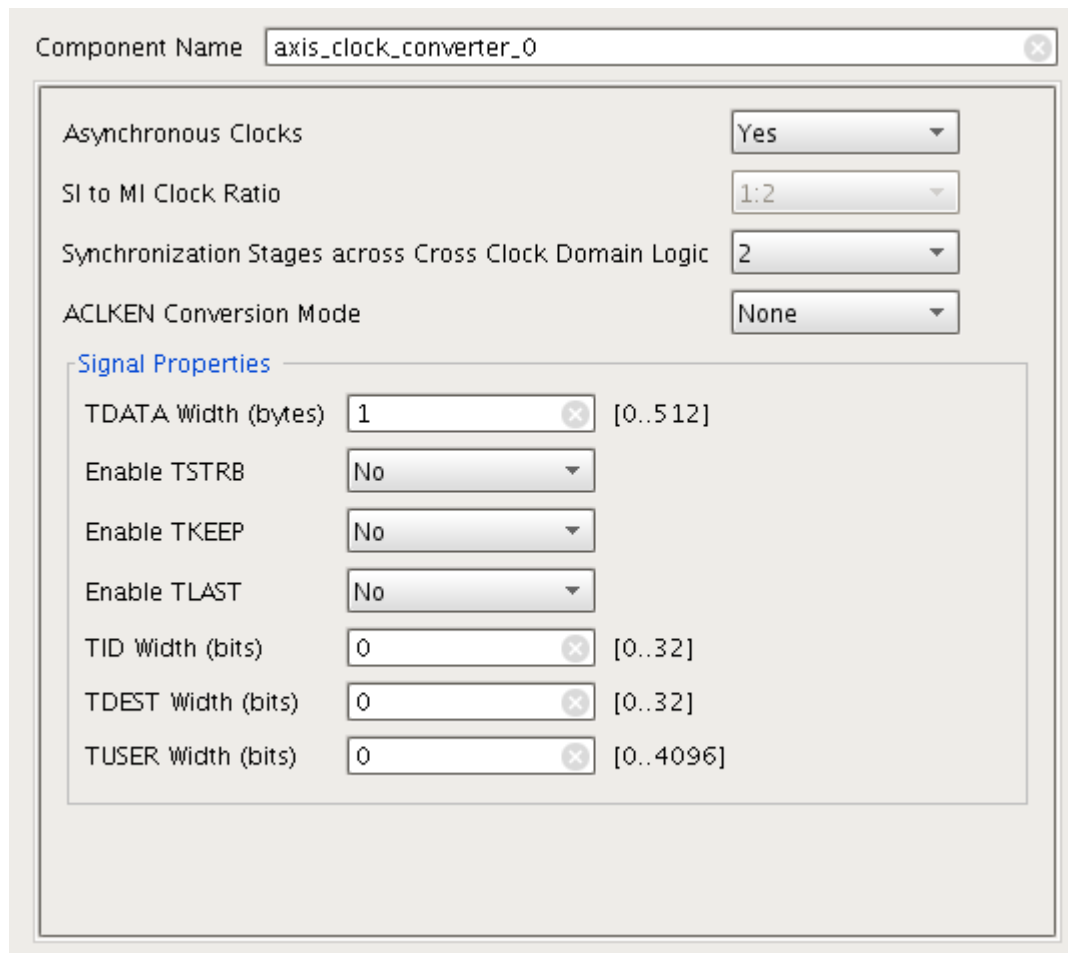 Component Name axis_clock_converter_0
Asynchronous Clocks Yes
SI to MI Clock Ratio 1:2
Synchronization Stages across Cross Clock Domain Logic 2
ACLKEN Conversion Mode None
Signal Properties
TDATA Width (bytes) 1 [0..512]
Enable TSTRB No
Enable TKEEP No
Enable TLAST No
TID Width (bits) 0 [0..32]
TDEST Width (bits) 0 [0..32]
TUSER Width (bits) 0 [0..4096]